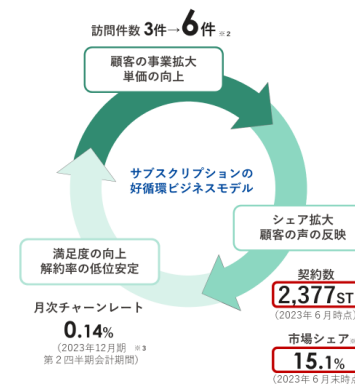 訪問件数 3件→6件 ※2
顧客の事業拡大
単価の向上
サブスクリプションの
好循環ビジネスモデル
シェア拡大
顧客の声の反映
満足度の向上
解約率の低位安定
月次チャーンレート
0.14%
（2023年12月期 ※3
第２四半期会計期間）
契約数
2,377ST
（2023年６月時点）
市場シェア※
15.1%
（2023年６月末時点